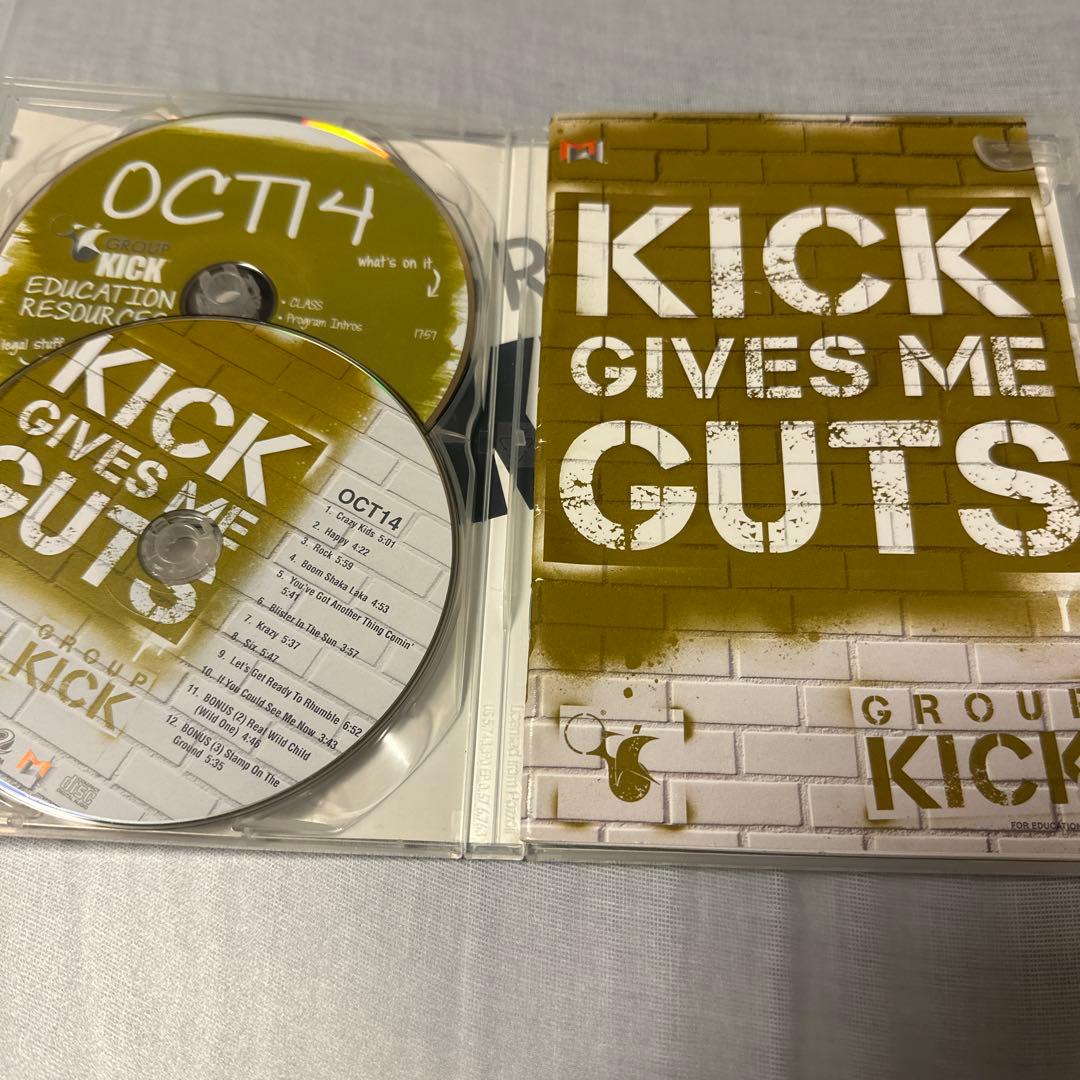 OCT14
GROUP
KICK
EDUCATION
RESOURCES
what's on it
• CLASS
• Program Intros
1757
legal stuff
KICK
GIVES ME
GUTS
OCT14
1. Crazy Kids 5:01
2. Happy 4:22
3. Rock 5:59
4. Boom Shaka Laka 4:53
5. You've Got Another Thing Comin'
5:41
6. Blister In The Sun 3:57
7. Krazy 5:37
8. Six 5:47
9. Let's Get Ready To Rhumble 6:52
10. If You Could See Me Now 3:43
11. BONUS (2) Real Wild Child
(Wild One) 4:46
12. BONUS (3) Stamp On The
Ground 5:35
GROUP
KICK
disc
KICK
GIVES ME
GUTS
GROUP
KICK
FOR EDUCATION